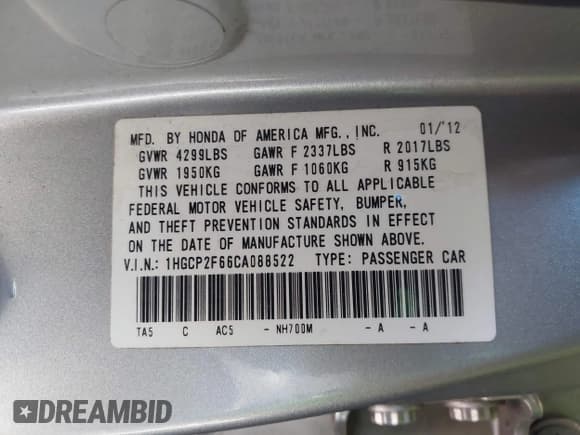 MFD. BY HONDA OF AMERICA MFG., INC. 01/'12
GVWR 4299LBS GAWR F 2337LBS R 2017LBS
GVWR 1950KG GAWR F 1060KG R 915KG
THIS VEHICLE CONFORMS TO ALL APPLICABLE
FEDERAL MOTOR VEHICLE SAFETY, BUMPER,
AND THEFT PREVENTION STANDARDS IN EFFECT
ON THE DATE OF MANUFACTURE SHOWN ABOVE.
V.I.N.: 1HGCP2F66CA088522 TYPE: PASSENGER CAR
TA5 C AC5 - NH700M - A - A
DREAMBID